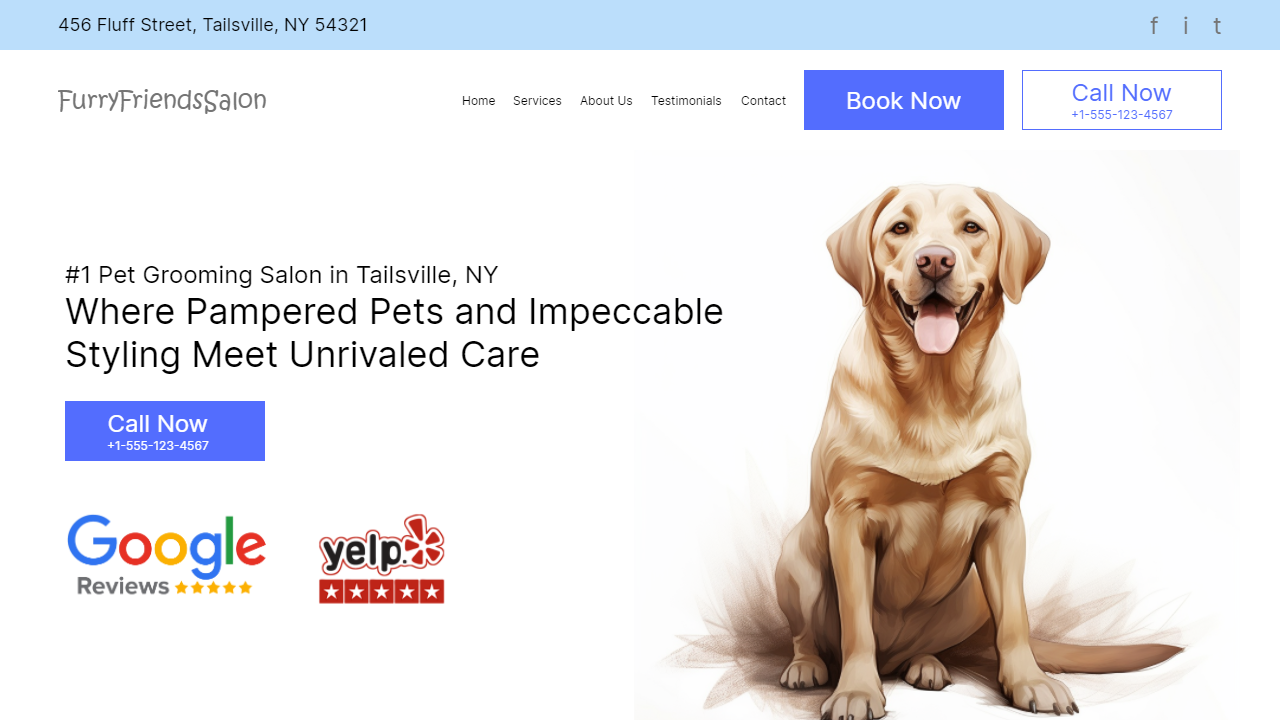 456 Fluff Street, Tailsville, NY 54321
f i t
FurryFriendsSalon
Home Services About Us Testimonials Contact
Book Now
Call Now
+1-555-123-4567
#1 Pet Grooming Salon in Tailsville, NY
Where Pampered Pets and Impeccable
Styling Meet Unrivaled Care
Call Now
+1-555-123-4567
Google
Reviews
yelp